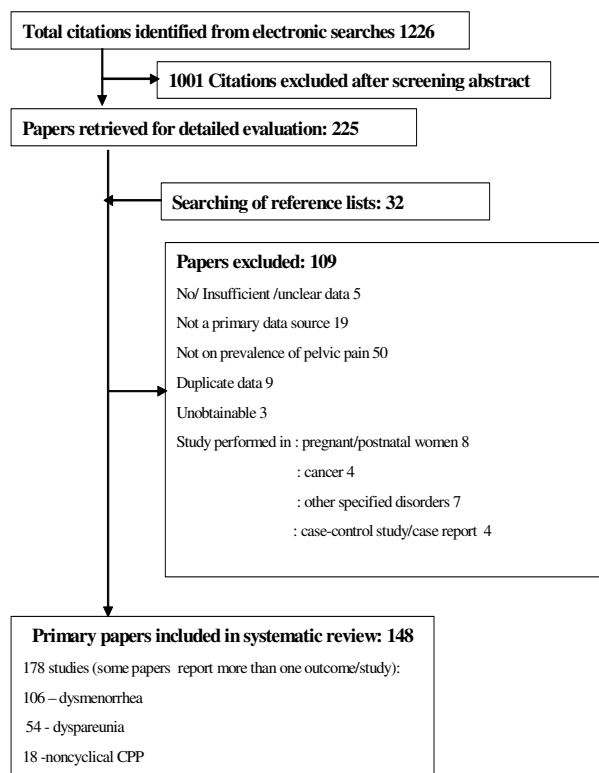 Total citations identified from electronic searches 1226
1001 Citations excluded after screening abstract
Papers retrieved for detailed evaluation: 225
Searching of reference lists: 32
Papers excluded: 109
No/ Insufficient /unclear data 5
Not a primary data source 19
Not on prevalence of pelvic pain 50
Duplicate data 9
Unobtainable 3
Study performed in : pregnant/postnatal women 8
: cancer 4
: other specified disorders 7
: case-control study/case report 4
Primary papers included in systematic review: 148
178 studies (some papers report more than one outcome/study):
106 – dysmenorrhea
54 - dyspareunia
18 -noncyclical CPP